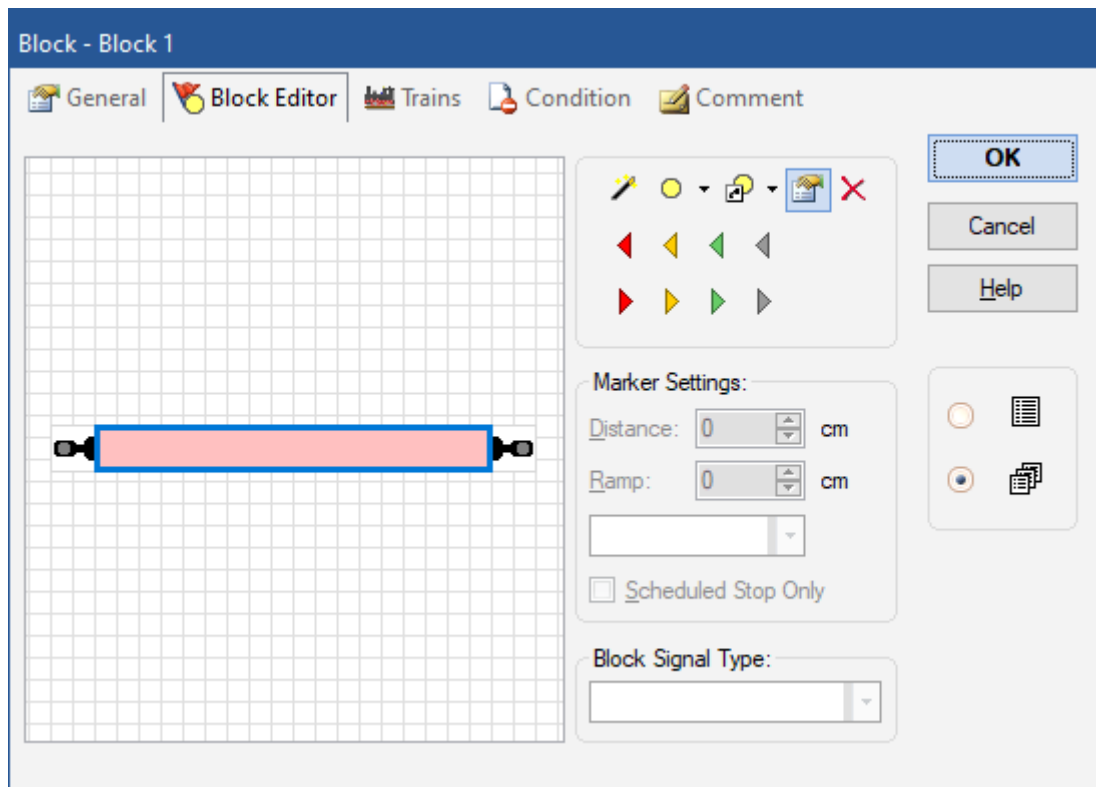 Block - Block 1
General Block Editor Trains Condition Comment
OK
Cancel
Help
Marker Settings:
Distance: 0 cm
Ramp: 0 cm
Scheduled Stop Only
Block Signal Type: